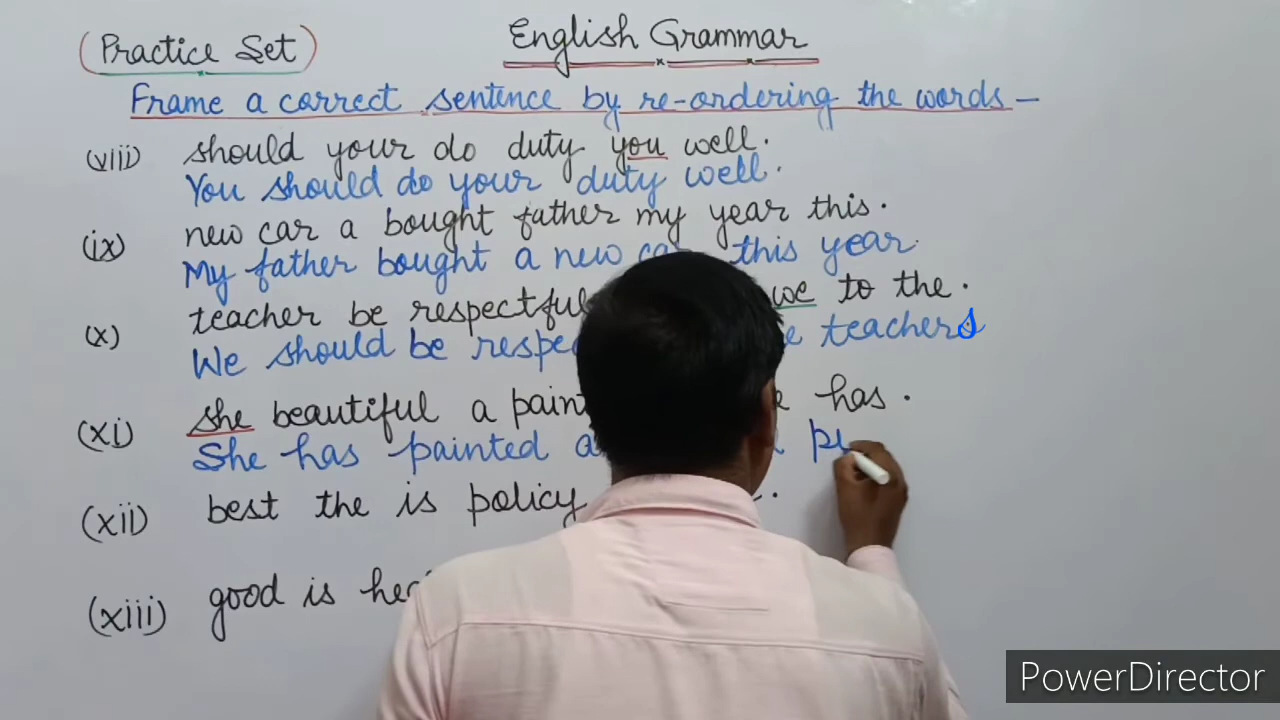 (Practice Set)
English Grammar
Frame a correct sentence by re-ordering the words -
(viii) should your do duty you well.
You should do your duty well.
(ix) new car a bought father my year this.
My father bought a new this year.
(x) teacher be respectful we to the.
We should be teachers
(xi) she beautiful a has.
She has painted
(xii) best the is policy
(xiii) good is
PowerDirector